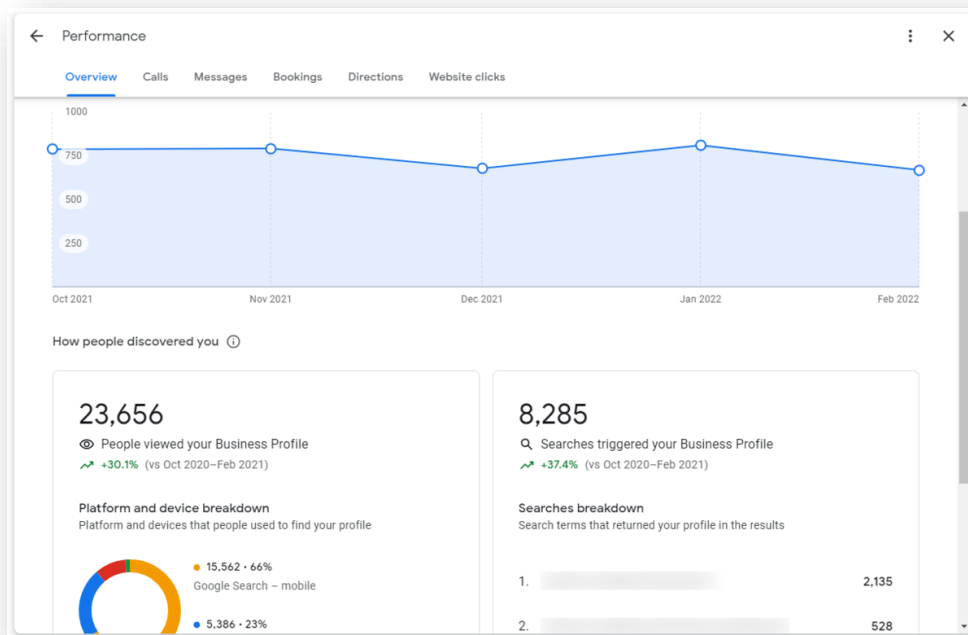 Performance
Overview Calls Messages Bookings Directions Website clicks
1000
750
500
250
Oct 2021 Nov 2021 Dec 2021 Jan 2022 Feb 2022
How people discovered you
23,656
People viewed your Business Profile
+30.1% (vs Oct 2020–Feb 2021)
Platform and device breakdown
Platform and devices that people used to find your profile
15,562 • 66%
Google Search – mobile
5,386 • 23%
8,285
Searches triggered your Business Profile
+37.4% (vs Oct 2020–Feb 2021)
Searches breakdown
Search terms that returned your profile in the results
1. 2,135
2. 528